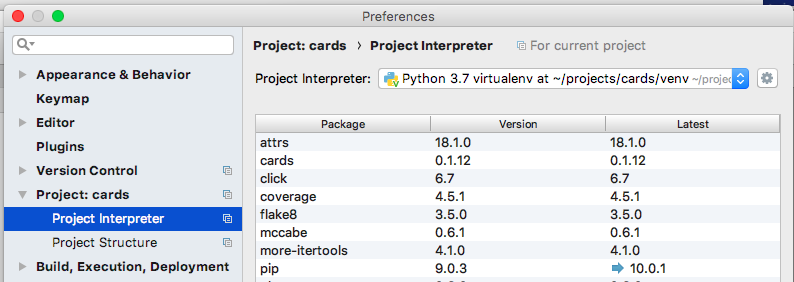 Preferences
Project: cards › Project Interpreter For current project
Appearance & Behavior
Keymap
Editor
Plugins
Version Control
Project: cards
Project Interpreter
Project Structure
Build, Execution, Deployment
Project Interpreter: Python 3.7 virtualenv at ~/projects/cards/venv
Package Version Latest
attrs 18.1.0 18.1.0
cards 0.1.12 0.1.12
click 6.7 6.7
coverage 4.5.1 4.5.1
flake8 3.5.0 3.5.0
mccabe 0.6.1 0.6.1
more-itertools 4.1.0 4.1.0
pip 9.0.3 10.0.1